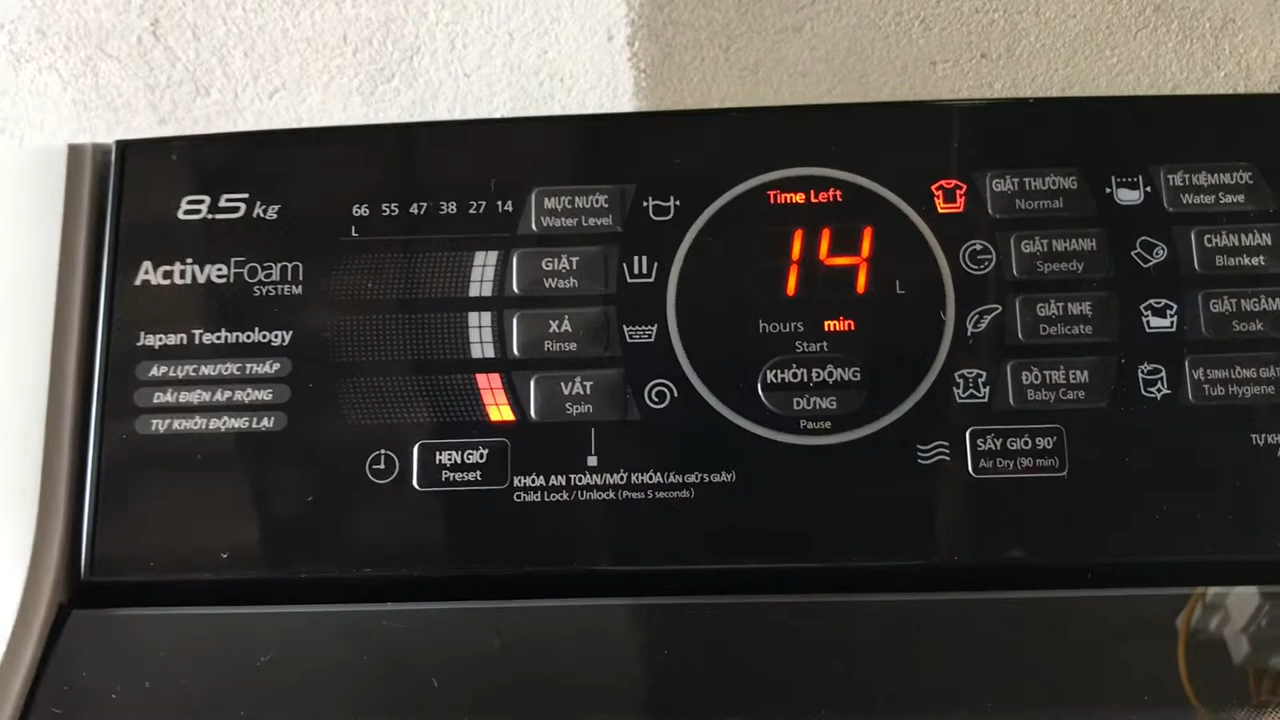 8.5 kg
ActiveFoam
SYSTEM
Japan Technology
ÁP LỰC NƯỚC THẤP
DẢI ĐIỆN ÁP RỘNG
TỰ KHỞI ĐỘNG LẠI
66 55 47 38 27 14
L
MỰC NƯỚC
Water Level
GIẶT
Wash
XẢ
Rinse
VẮT
Spin
HẸN GIỜ
Preset
KHÓA AN TOÀN/MỞ KHÓA (ẤN GIỮ 5 GIÂY)
Child Lock / Unlock (Press 5 seconds)
Time Left
14
L
hours min
Start
KHỞI ĐỘNG
DỪNG
Pause
GIẶT THƯỜNG
Normal
GIẶT NHANH
Speedy
GIẶT NHẸ
Delicate
ĐỒ TRẺ EM
Baby Care
SẤY GIÓ 90'
Air Dry (90 min)
TIẾT KIỆM NƯỚC
Water Save
CHĂN MÀN
Blanket
GIẶT NGÂM
Soak
VỆ SINH LỒNG GIẶT
Tub Hygiene
TỰ